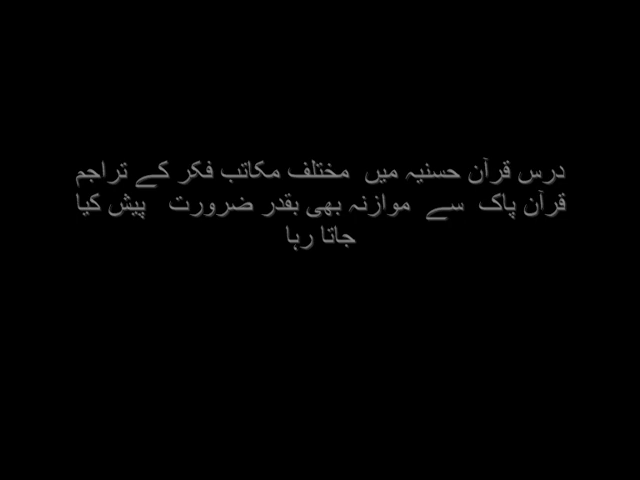 درس قرآن حسنیہ میں مختلف مکاتب فکر کے تراجم
قرآن پاک سے موازنہ بھی بقدر ضرورت پیش کیا
جاتا رہا